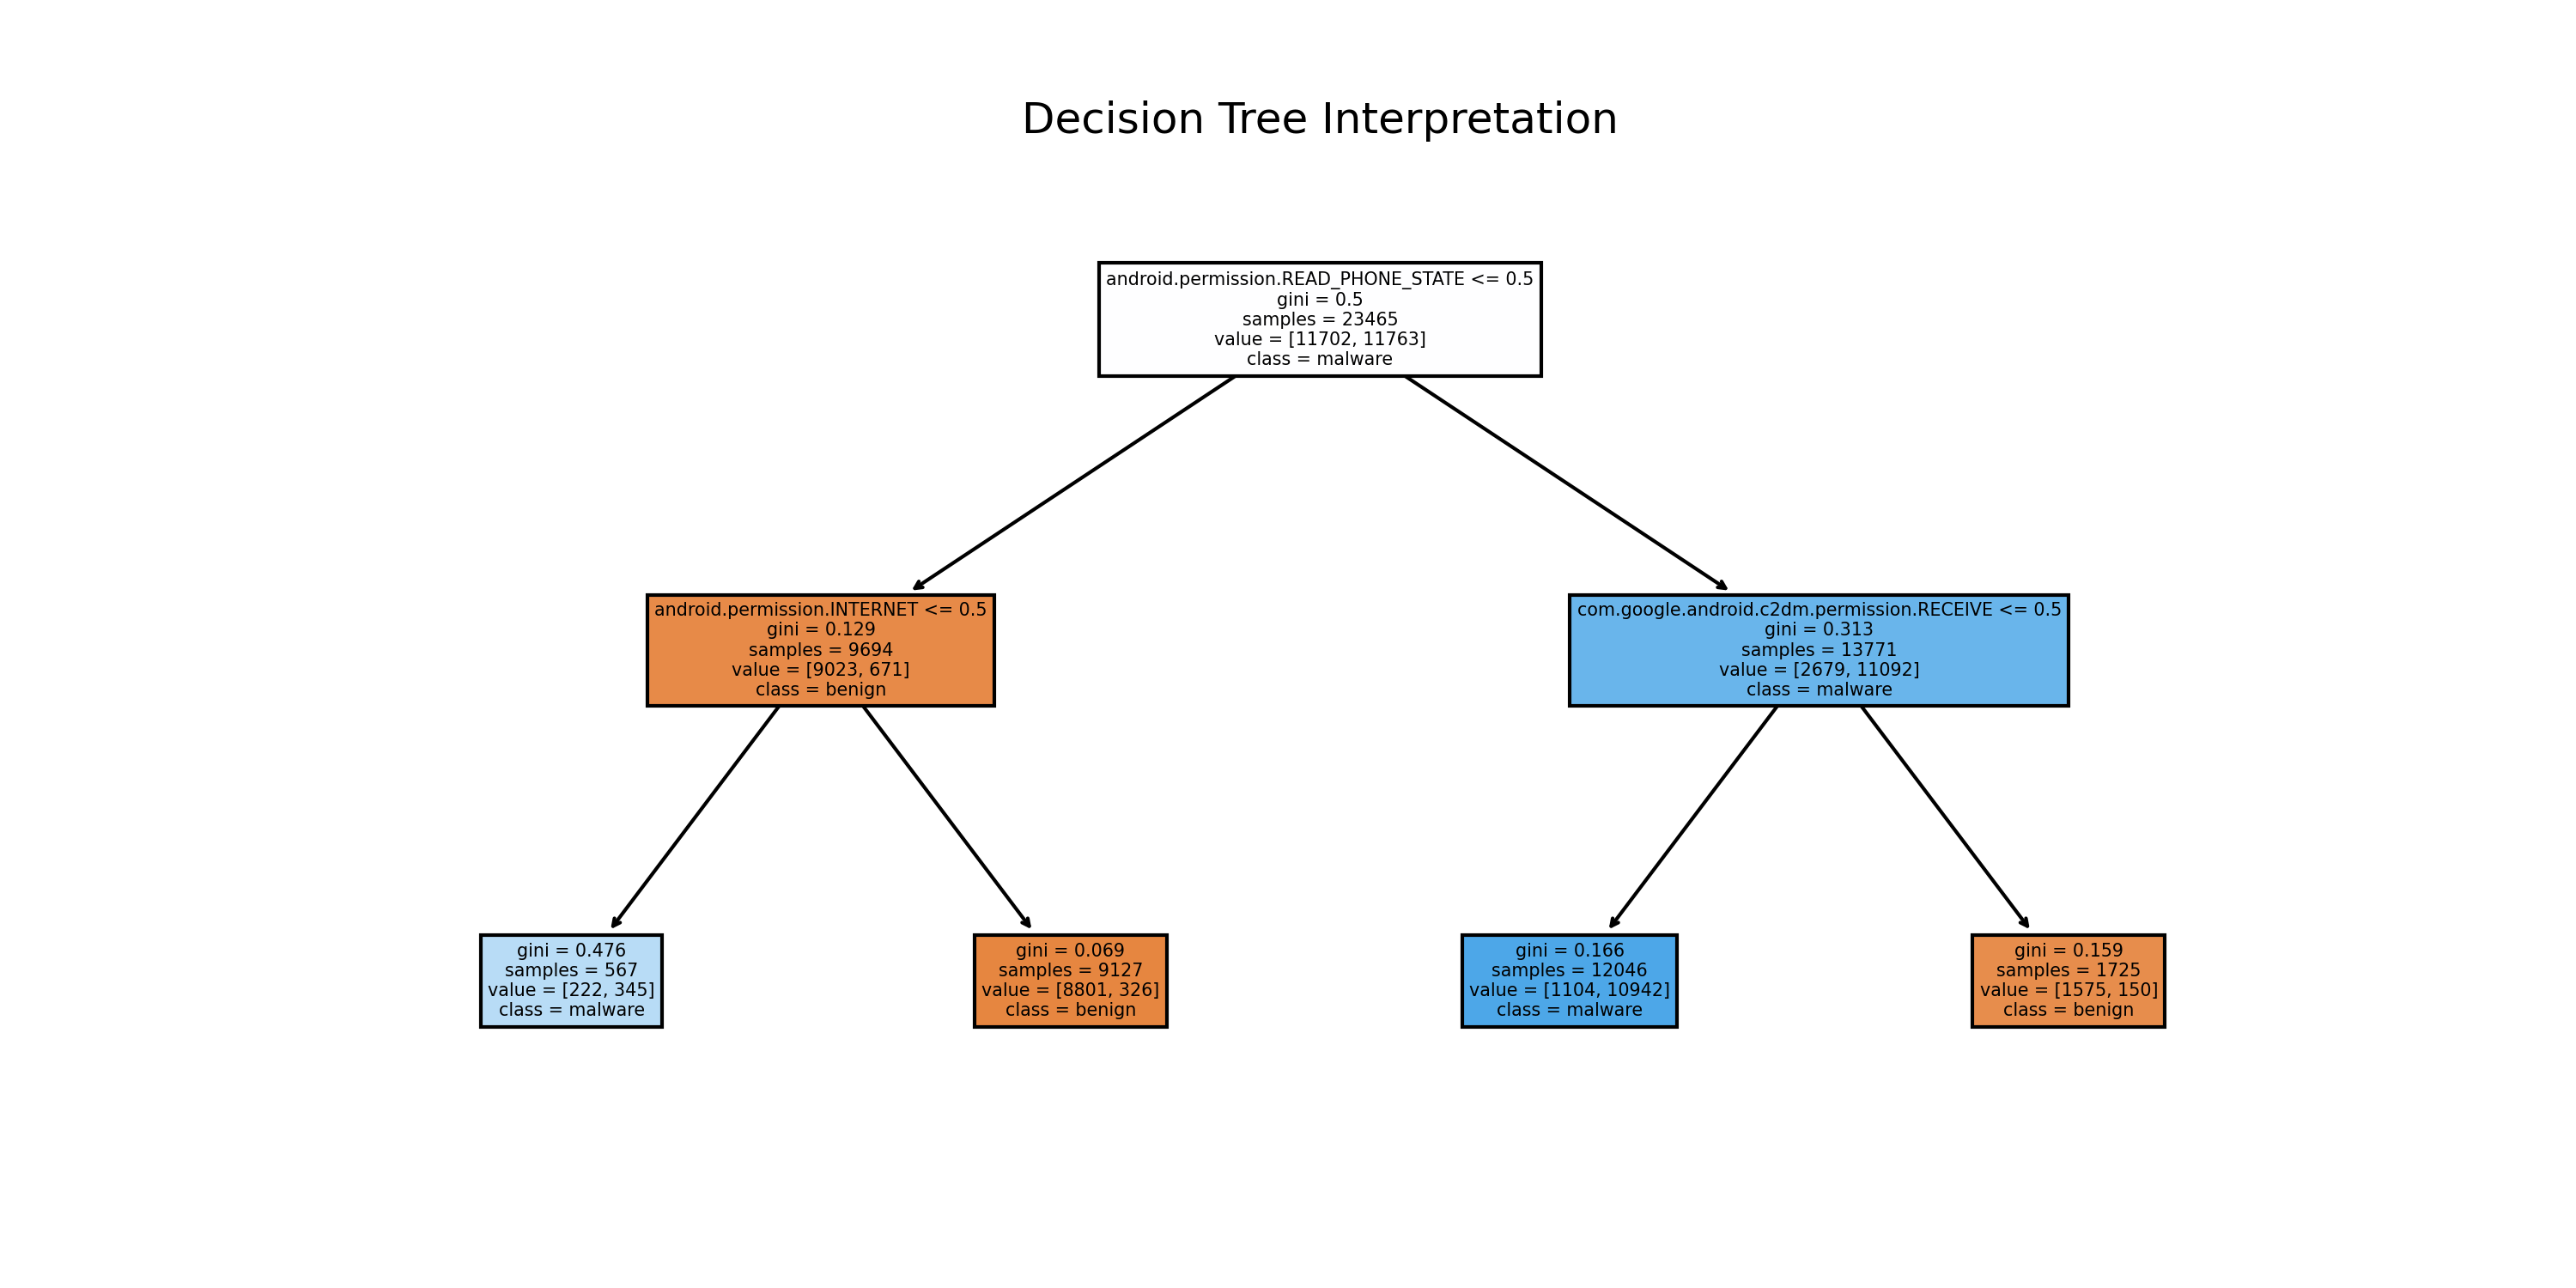 Decision Tree Interpretation
android.permission.READ_PHONE_STATE <= 0.5
gini = 0.5
samples = 23465
value = [11702, 11763]
class = malware
android.permission.INTERNET <= 0.5
gini = 0.129
samples = 9694
value = [9023, 671]
class = benign
com.google.android.c2dm.permission.RECEIVE <= 0.5
gini = 0.313
samples = 13771
value = [2679, 11092]
class = malware
gini = 0.476
samples = 567
value = [222, 345]
class = malware
gini = 0.069
samples = 9127
value = [8801, 326]
class = benign
gini = 0.166
samples = 12046
value = [1104, 10942]
class = malware
gini = 0.159
samples = 1725
value = [1575, 150]
class = benign